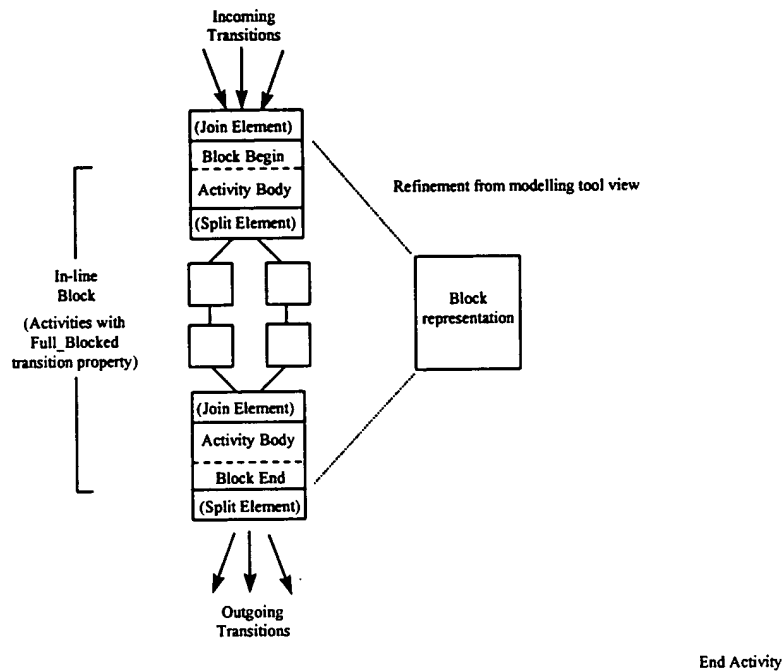 Incoming
Transitions
(Join Element)
Block Begin
Activity Body
(Split Element)
Refinement from modelling tool view
In-line
Block
(Activities with
Full_Blocked
transition property)
Block
representation
(Join Element)
Activity Body
Block End
(Split Element)
Outgoing
Transitions
End Activity